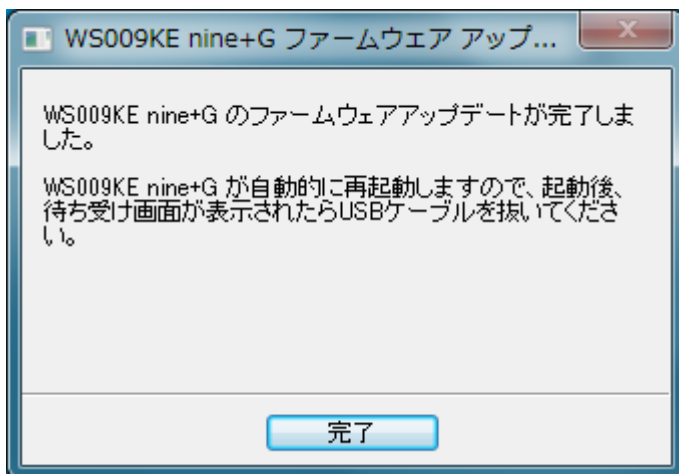 WS009KE nine+G ファームウエア アップ...
WS009KE nine+G のファームウェアアップデートが完了しま
した。
WS009KE nine+G が自動的に再起動しますので、起動後、
待ち受け画面が表示されたらUSBケーブルを抜いてくださ
い。
完了